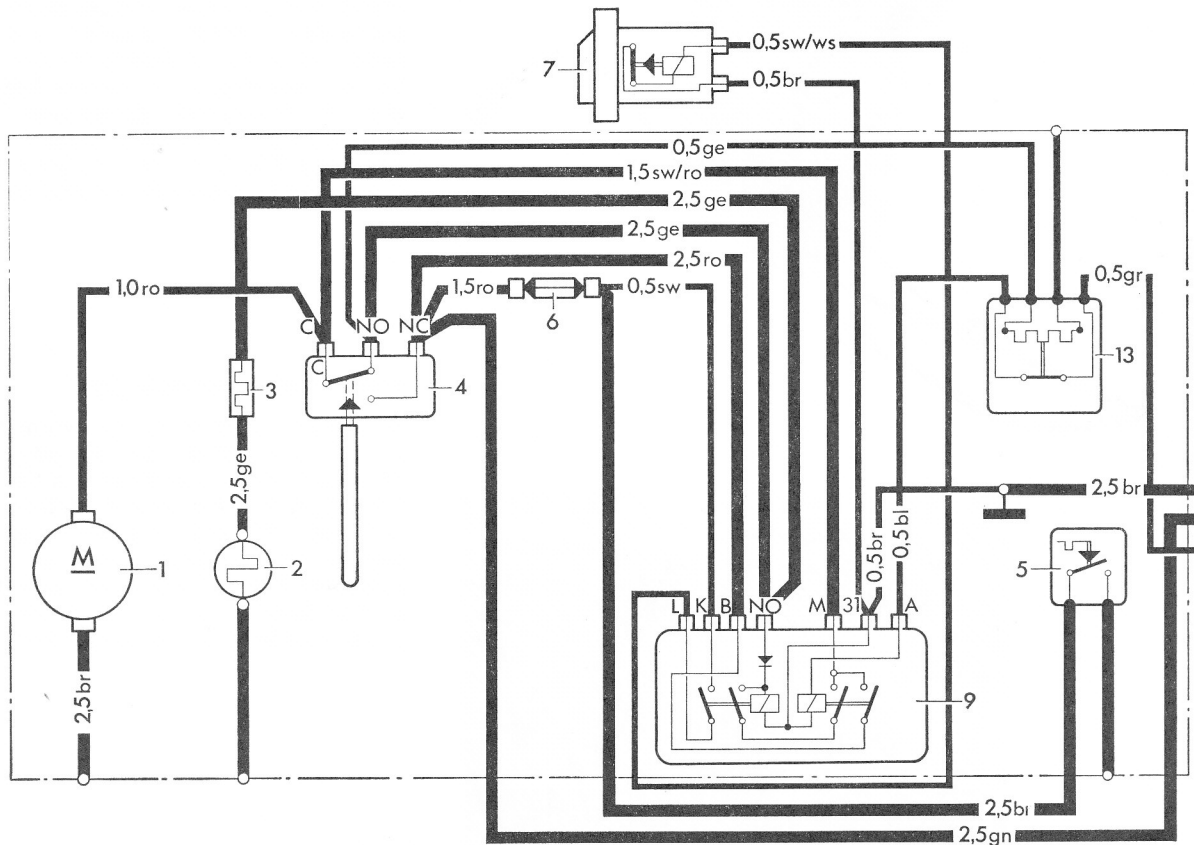 0,5sw/ws
7
0,5br
0,5ge
1,5sw/ro
2,5ge
2,5ge
2,5ro
0,5gr
1,0ro
1,5ro
0,5sw
6
C
NO
NC
13
C
3
4
2,5ge
2,5br
0,5br
0,5bl
M
1
2
5
L
K
B
NO
M
31
A
2,5br
9
2,5bl
2,5gn